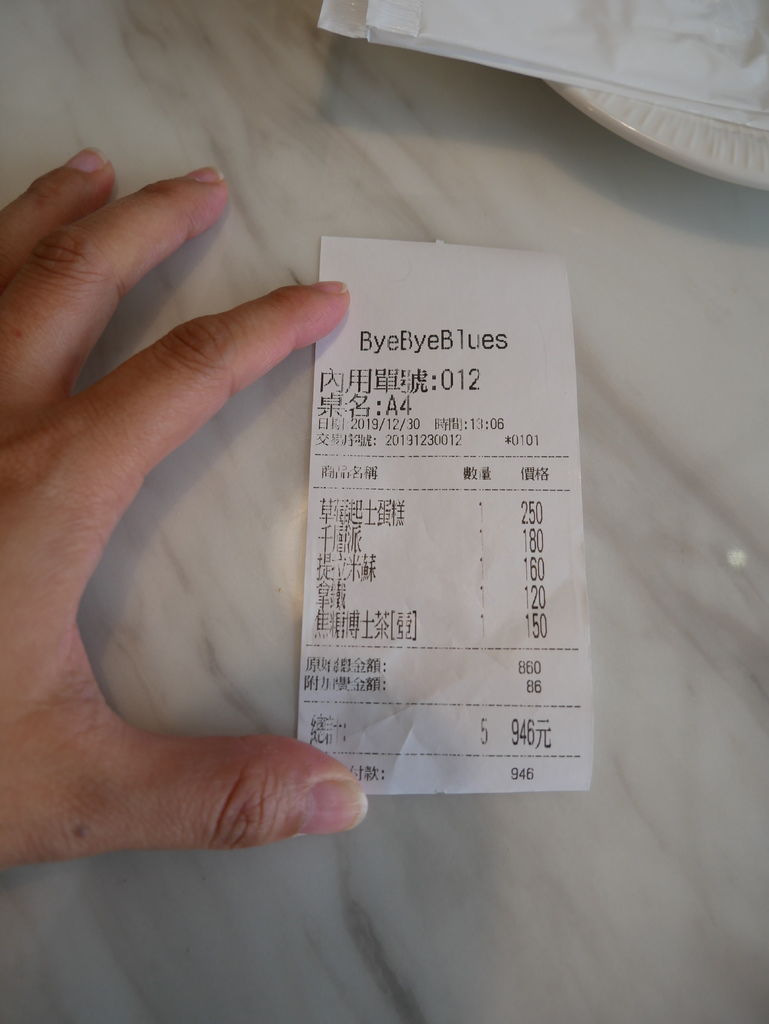 ByeByeBlues
內用單號:012
桌名:A4
日期 2019/12/30 時間:13:06
交易序號: 20191230012 *0101
商品名稱 數量 價格
草莓起士蛋糕 1 250
千層派 1 180
提拉米蘇 1 160
拿鐵 1 120
焦糖博士茶[壺] 1 150
原始總金額: 860
附加費金額: 86
總計: 5 946元
付款: 946